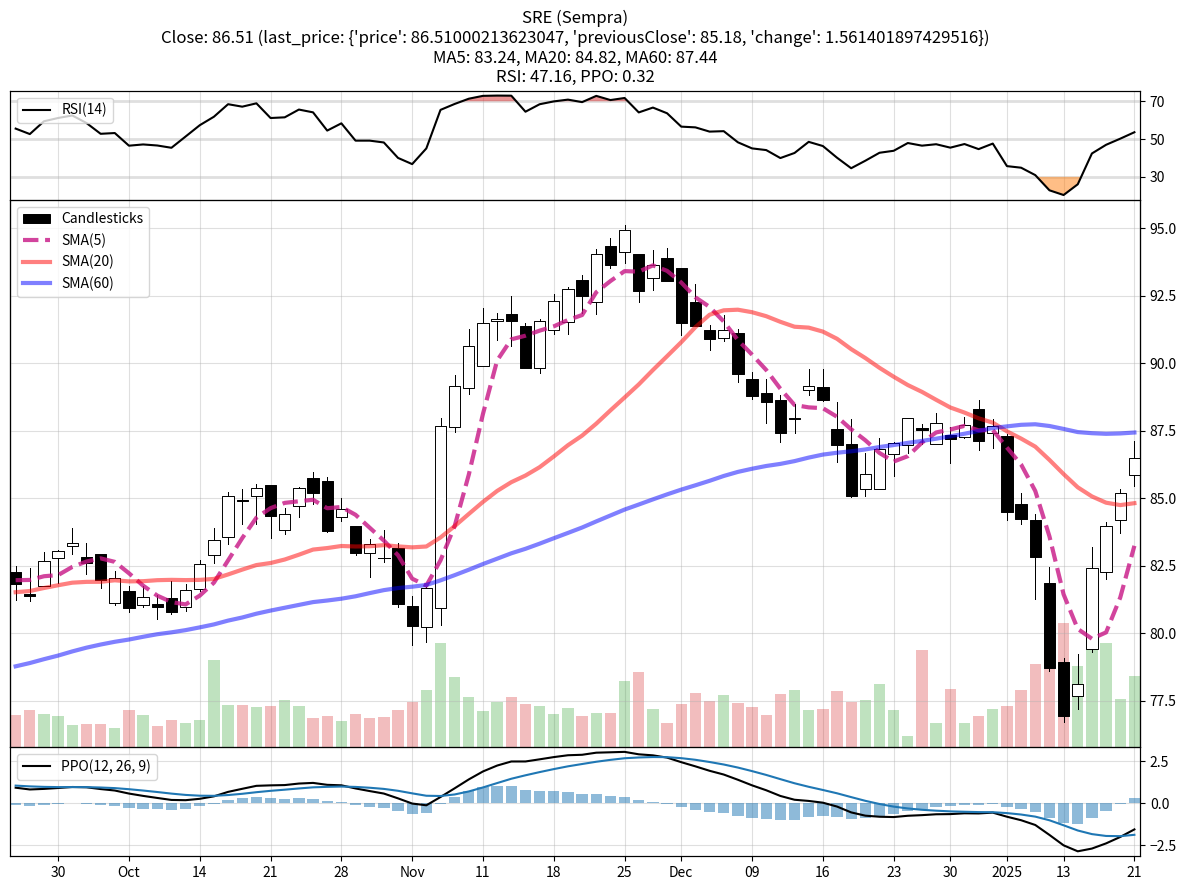 SRE (Sempra)
Close: 86.51 (last_price: {'price': 86.51000213623047, 'previousClose': 85.18, 'change': 1.561401897429516})
MA5: 83.24, MA20: 84.82, MA60: 87.44
RSI: 47.16, PPO: 0.32
RSI(14)
70
50
30
Candlesticks
SMA(5)
SMA(20)
SMA(60)
95.0
92.5
90.0
87.5
85.0
82.5
80.0
77.5
PPO(12, 26, 9)
2.5
0.0
−2.5
30 Oct 14 21 28 Nov 11 18 25 Dec 09 16 23 30 2025 13 21